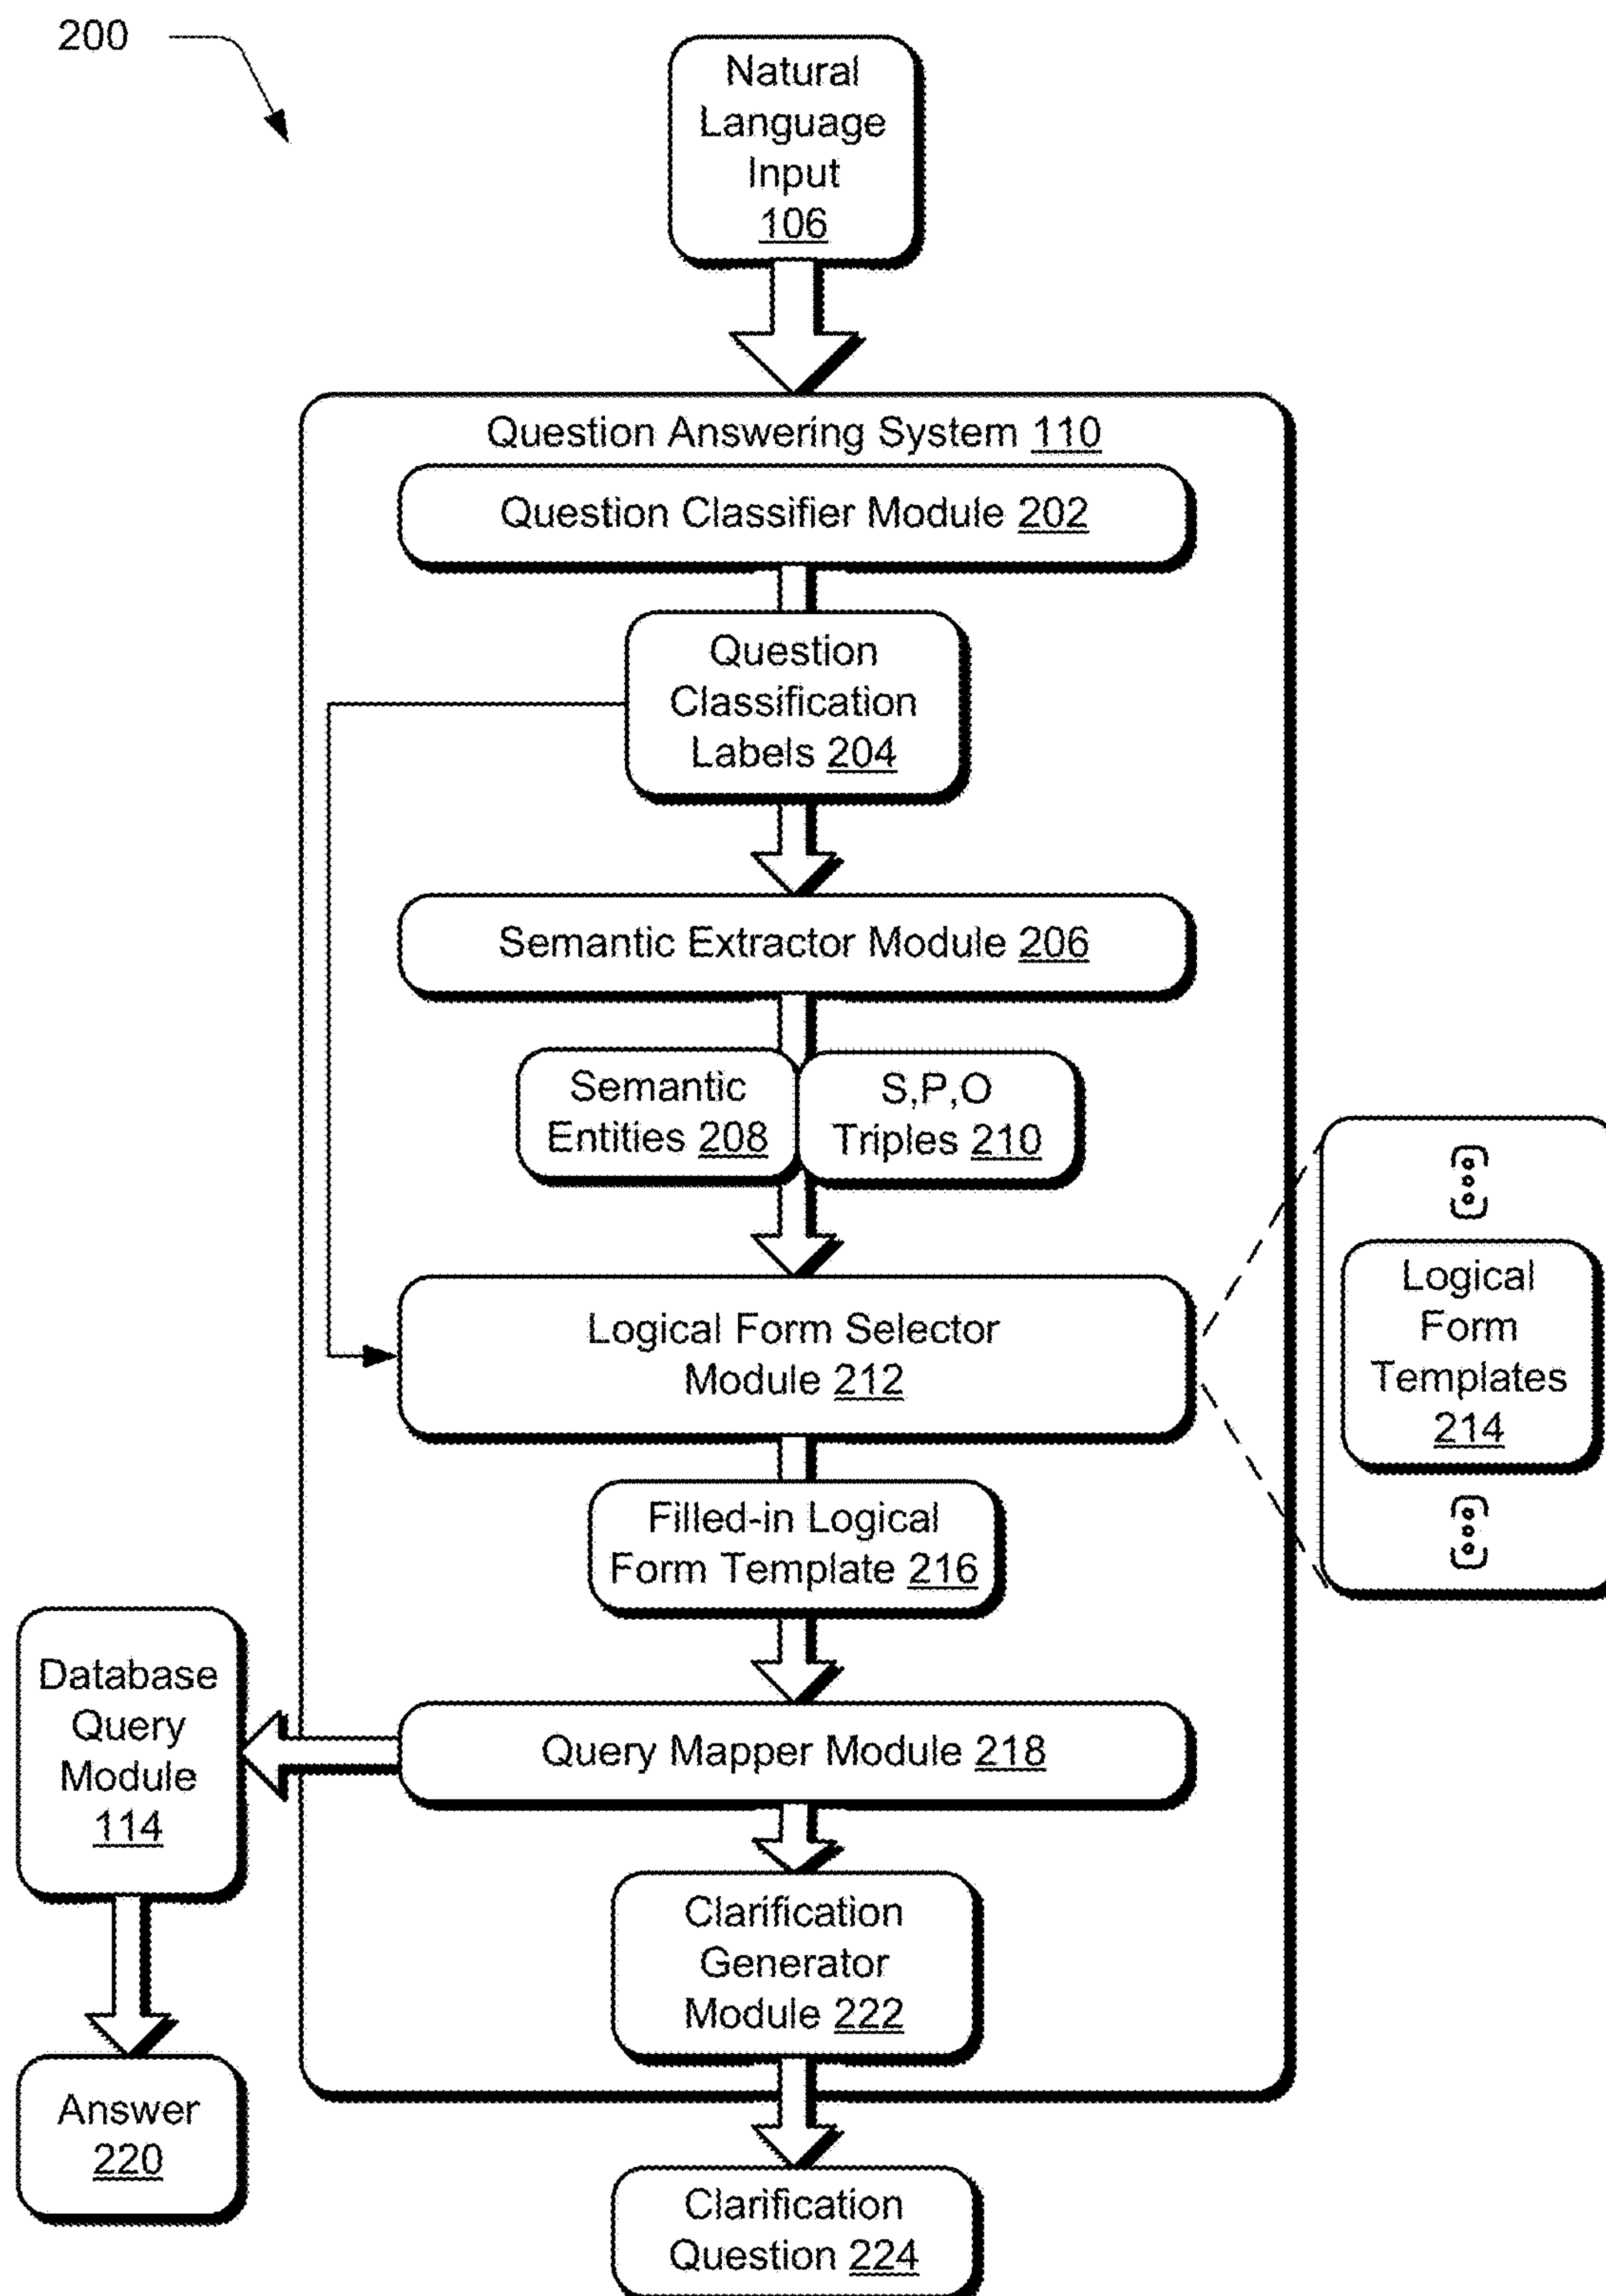 200
Natural
Language
Input
106
Question Answering System 110
Question Classifier Module 202
Question
Classification
Labels 204
Semantic Extractor Module 206
Semantic
Entities 208
S,P,O
Triples 210
Logical Form Selector
Module 212
Logical
Form
Templates
214
Filled-in Logical
Form Template 216
Database
Query
Module
114
Query Mapper Module 218
Clarification
Generator
Module 222
Answer
220
Clarification
Question 224